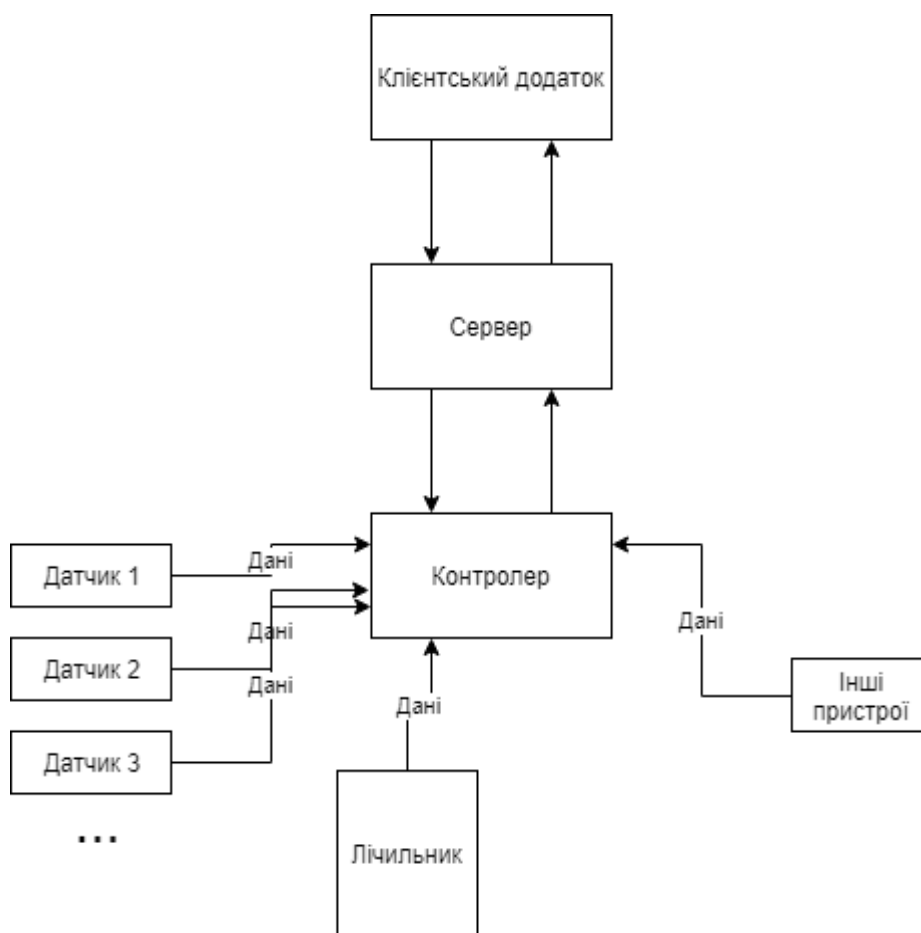 Клієнтський додаток
Сервер
Контролер
Датчик 1
Дані
Датчик 2
Дані
Датчик 3
Дані
...
Дані
Лічильник
Дані
Інші
пристрої